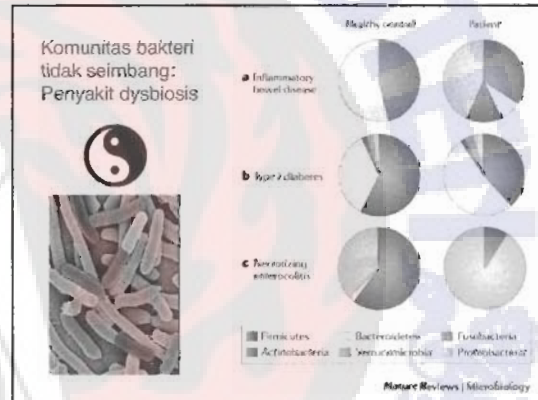 Komunitas bakteri
tidak seimbang:
Penyakit dysbiosis
Healthy control
Patient
a Inflammatory
bowel disease
b Type 2 diabetes
c Necrotizing
enterocolitis
Firmicutes
Bacteroidetes
Fusobacteria
Actinobacteria
Verrucomicrobia
Proteobacteria
Nature Reviews | Microbiology